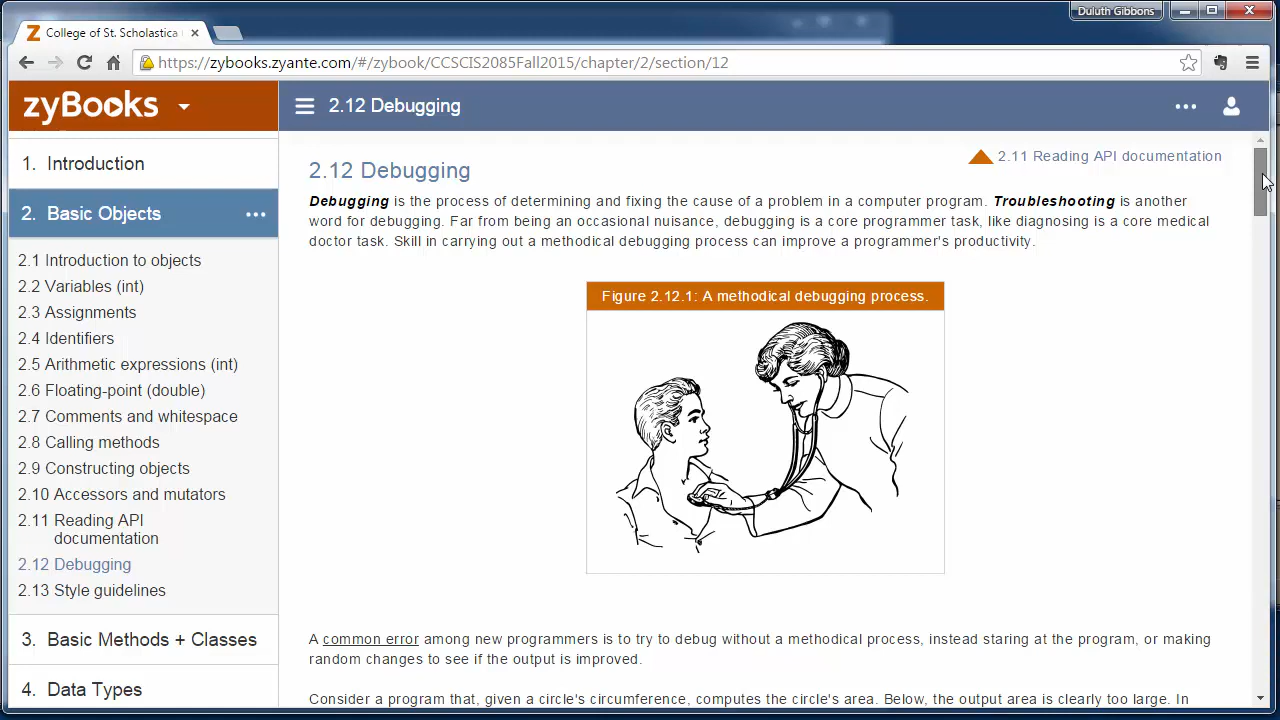 Duluth Gibbons
College of St. Scholastica
https://zybooks.zyante.com/#/zybook/CCSCIS2085Fall2015/chapter/2/section/12
zyBooks
2.12 Debugging
1. Introduction
2. Basic Objects
2.1 Introduction to objects
2.2 Variables (int)
2.3 Assignments
2.4 Identifiers
2.5 Arithmetic expressions (int)
2.6 Floating-point (double)
2.7 Comments and whitespace
2.8 Calling methods
2.9 Constructing objects
2.10 Accessors and mutators
2.11 Reading API
documentation
2.12 Debugging
2.13 Style guidelines
3. Basic Methods + Classes
4. Data Types
2.11 Reading API documentation
2.12 Debugging
Debugging is the process of determining and fixing the cause of a problem in a computer program. Troubleshooting is another
word for debugging. Far from being an occasional nuisance, debugging is a core programmer task, like diagnosing is a core medical
doctor task. Skill in carrying out a methodical debugging process can improve a programmer's productivity.
Figure 2.12.1: A methodical debugging process.
A common error among new programmers is to try to debug without a methodical process, instead staring at the program, or making
random changes to see if the output is improved.
Consider a program that, given a circle's circumference, computes the circle's area. Below, the output area is clearly too large. In